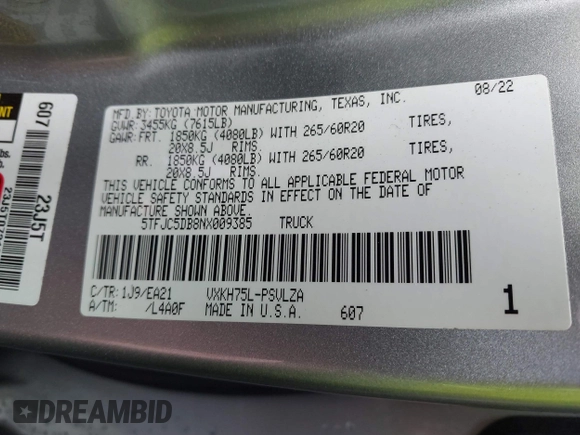 MFD.BY: TOYOTA MOTOR MANUFACTURING, TEXAS, INC. 08/22
GVWR: 3455KG (7615LB)
GAWR: FRT. 1850KG (4080LB) WITH 265/60R20 TIRES,
20X8.5J RIMS.
RR. 1850KG (4080LB) WITH 265/60R20 TIRES,
20X8.5J RIMS.
THIS VEHICLE CONFORMS TO ALL APPLICABLE FEDERAL MOTOR
VEHICLE SAFETY STANDARDS IN EFFECT ON THE DATE OF
MANUFACTURE SHOWN ABOVE.
5TFJC5DB8NX009385 TRUCK
C/TR: 1J9/EA21 VXKH75L-PSVLZA
A/TM: /L4A0F MADE IN U.S.A. 607
1
607
23J5T
DREAMBID